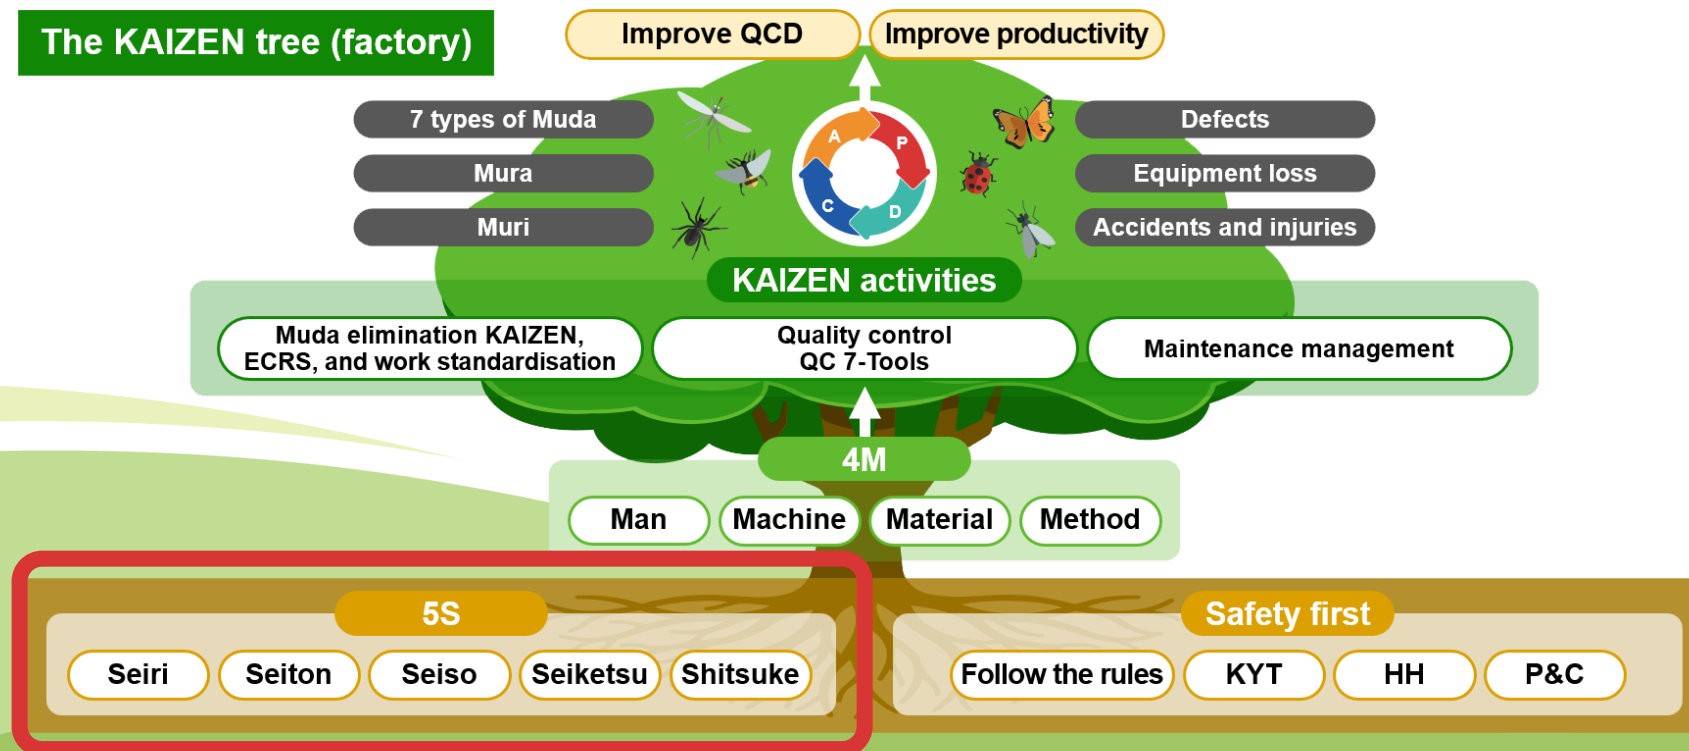 The KAIZEN tree (factory)
Improve QCD
Improve productivity
7 types of Muda
Mura
Muri
A
P
C
D
Defects
Equipment loss
Accidents and injuries
KAIZEN activities
Muda elimination KAIZEN,
ECRS, and work standardisation
Quality control
QC 7-Tools
Maintenance management
4M
Man
Machine
Material
Method
5S
Seiri
Seiton
Seiso
Seiketsu
Shitsuke
Safety first
Follow the rules
KYT
HH
P&C